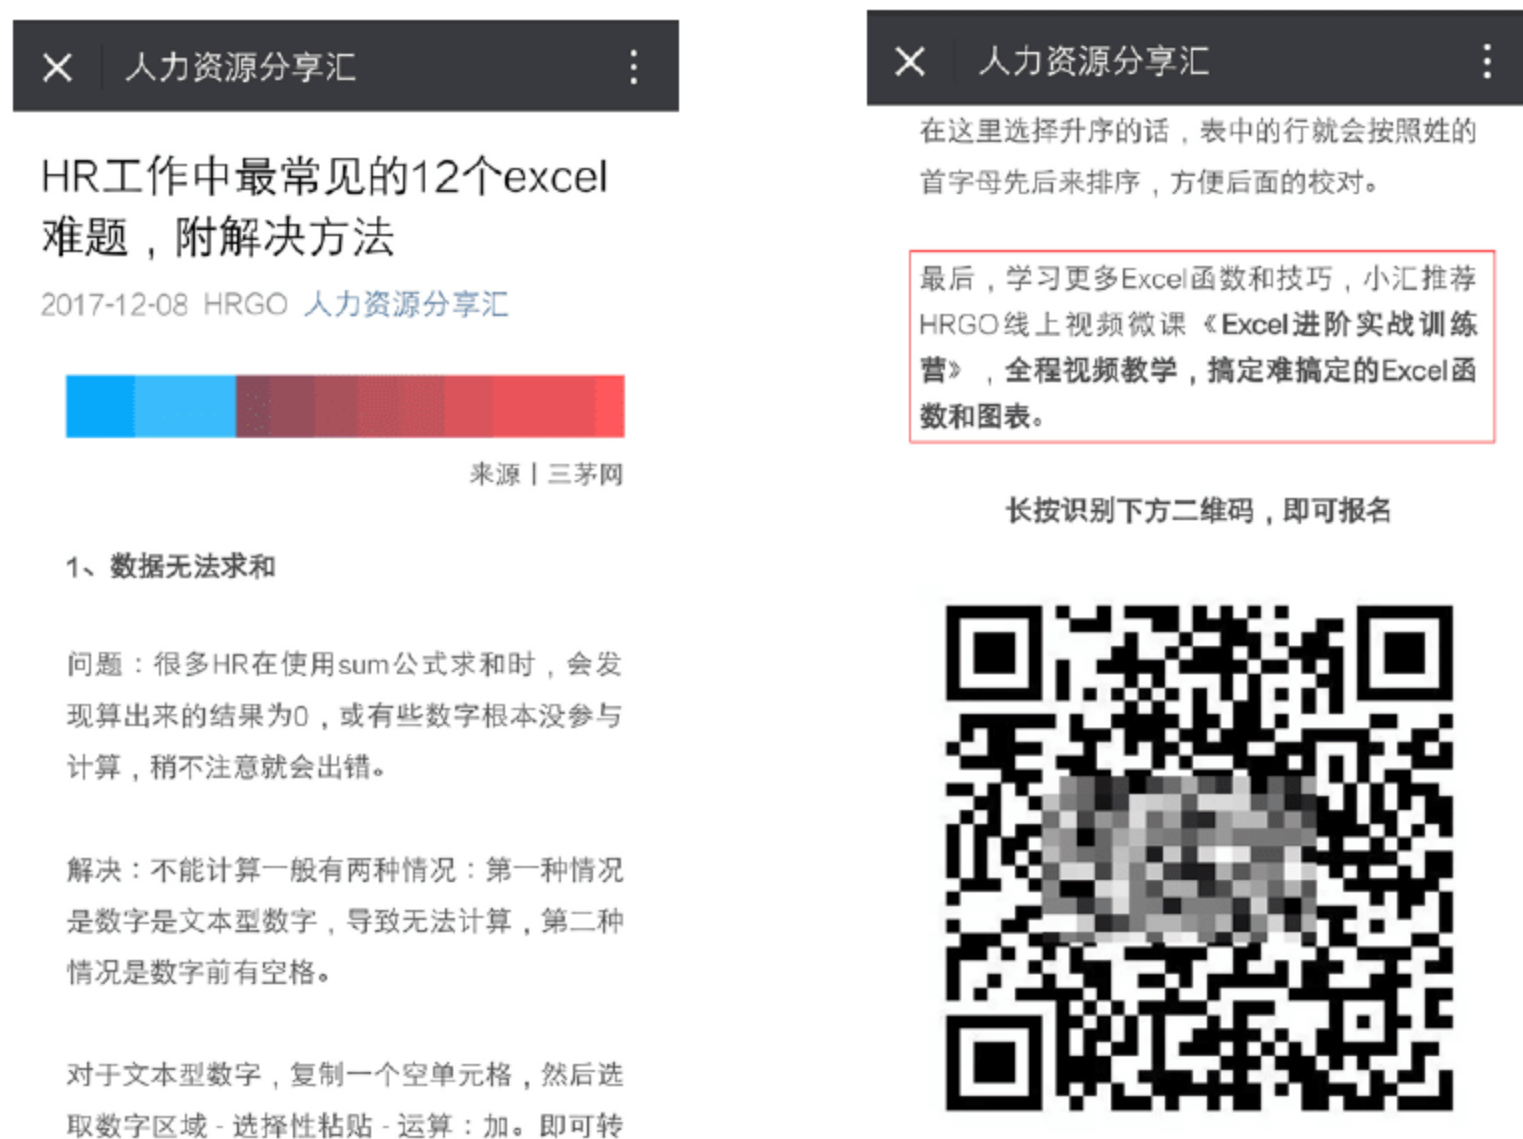 人力资源分享汇
HR工作中最常见的12个excel
难题，附解决方法
2017-12-08 HRGO 人力资源分享汇
来源丨三茅网
1、数据无法求和
问题：很多HR在使用sum公式求和时，会发
现算出来的结果为0，或有些数字根本没参与
计算，稍不注意就会出错。
解决：不能计算一般有两种情况：第一种情况
是数字是文本型数字，导致无法计算，第二种
情况是数字前有空格。
对于文本型数字，复制一个空单元格，然后选
取数字区域 - 选择性粘贴 - 运算：加。即可转
人力资源分享汇
在这里选择升序的话，表中的行就会按照姓的
首字母先后来排序，方便后面的校对。
最后，学习更多Excel函数和技巧，小汇推荐
HRGO线上视频微课《Excel进阶实战训练
营》，全程视频教学，搞定难搞定的Excel函
数和图表。
长按识别下方二维码，即可报名